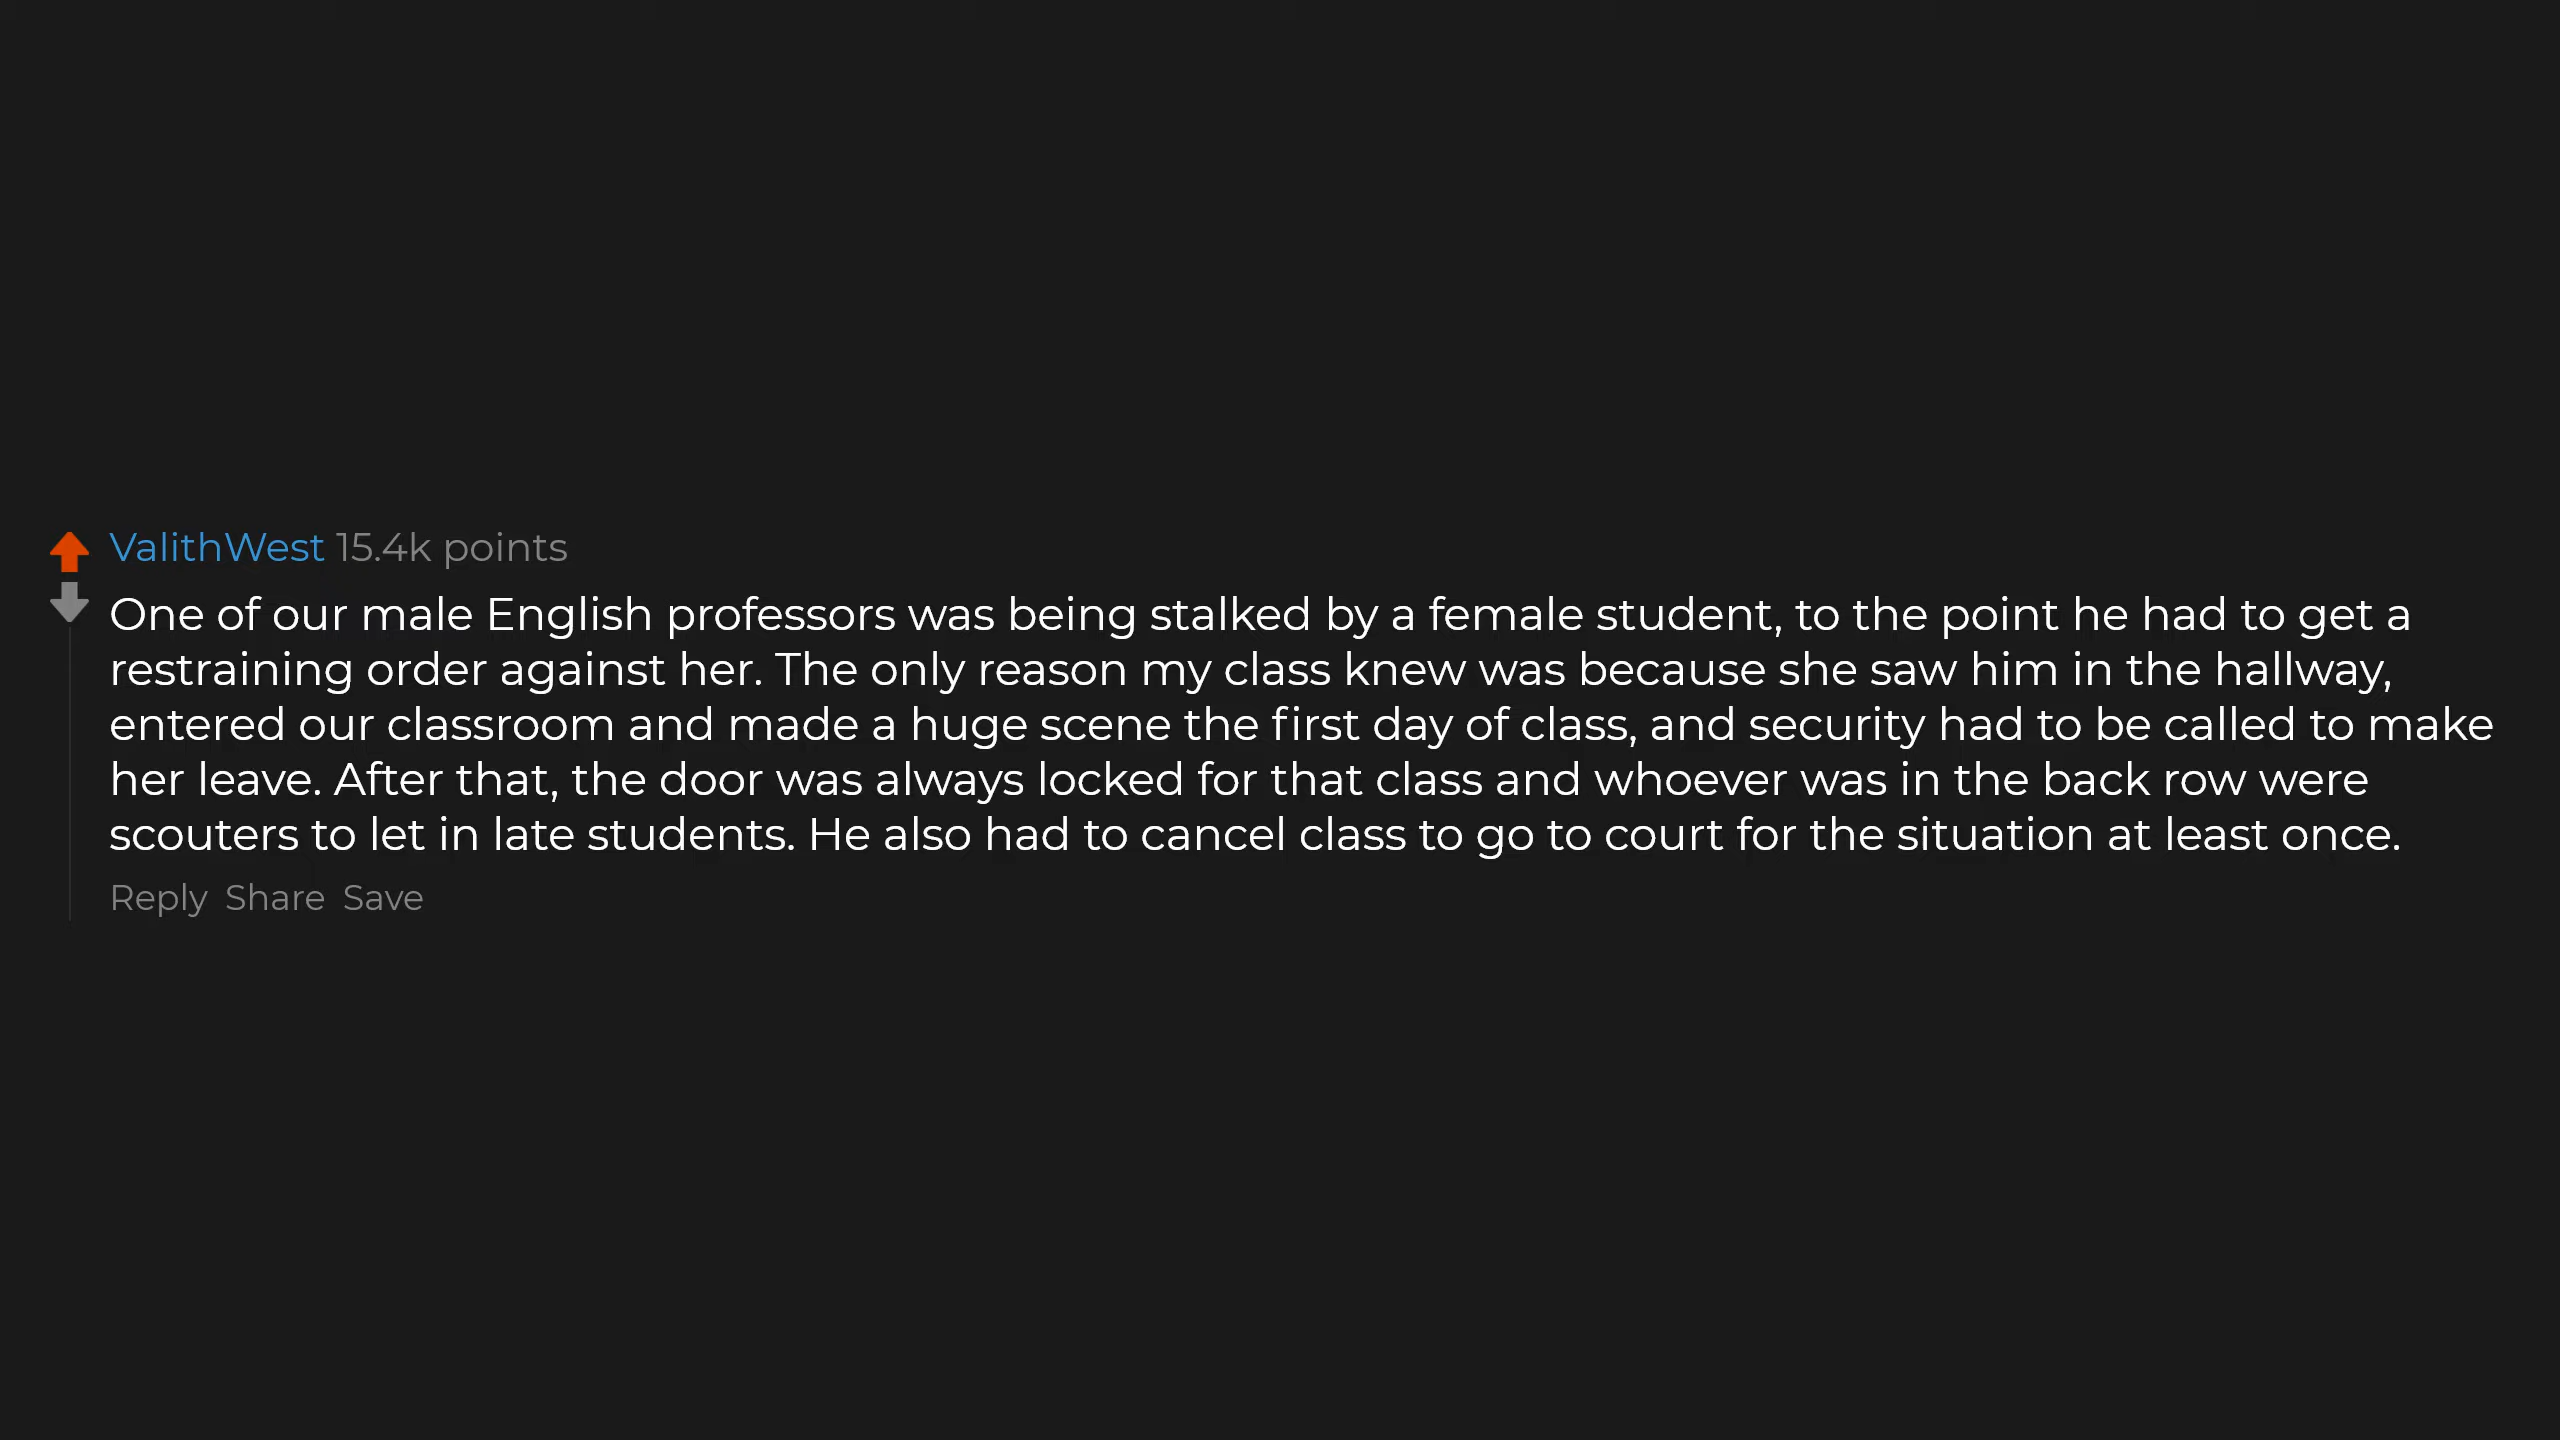 ValithWest 15.4k points
One of our male English professors was being stalked by a female student, to the point he had to get a
restraining order against her. The only reason my class knew was because she saw him in the hallway,
entered our classroom and made a huge scene the first day of class, and security had to be called to make
her leave. After that, the door was always locked for that class and whoever was in the back row were
scouters to let in late students. He also had to cancel class to go to court for the situation at least once.
Reply Share Save